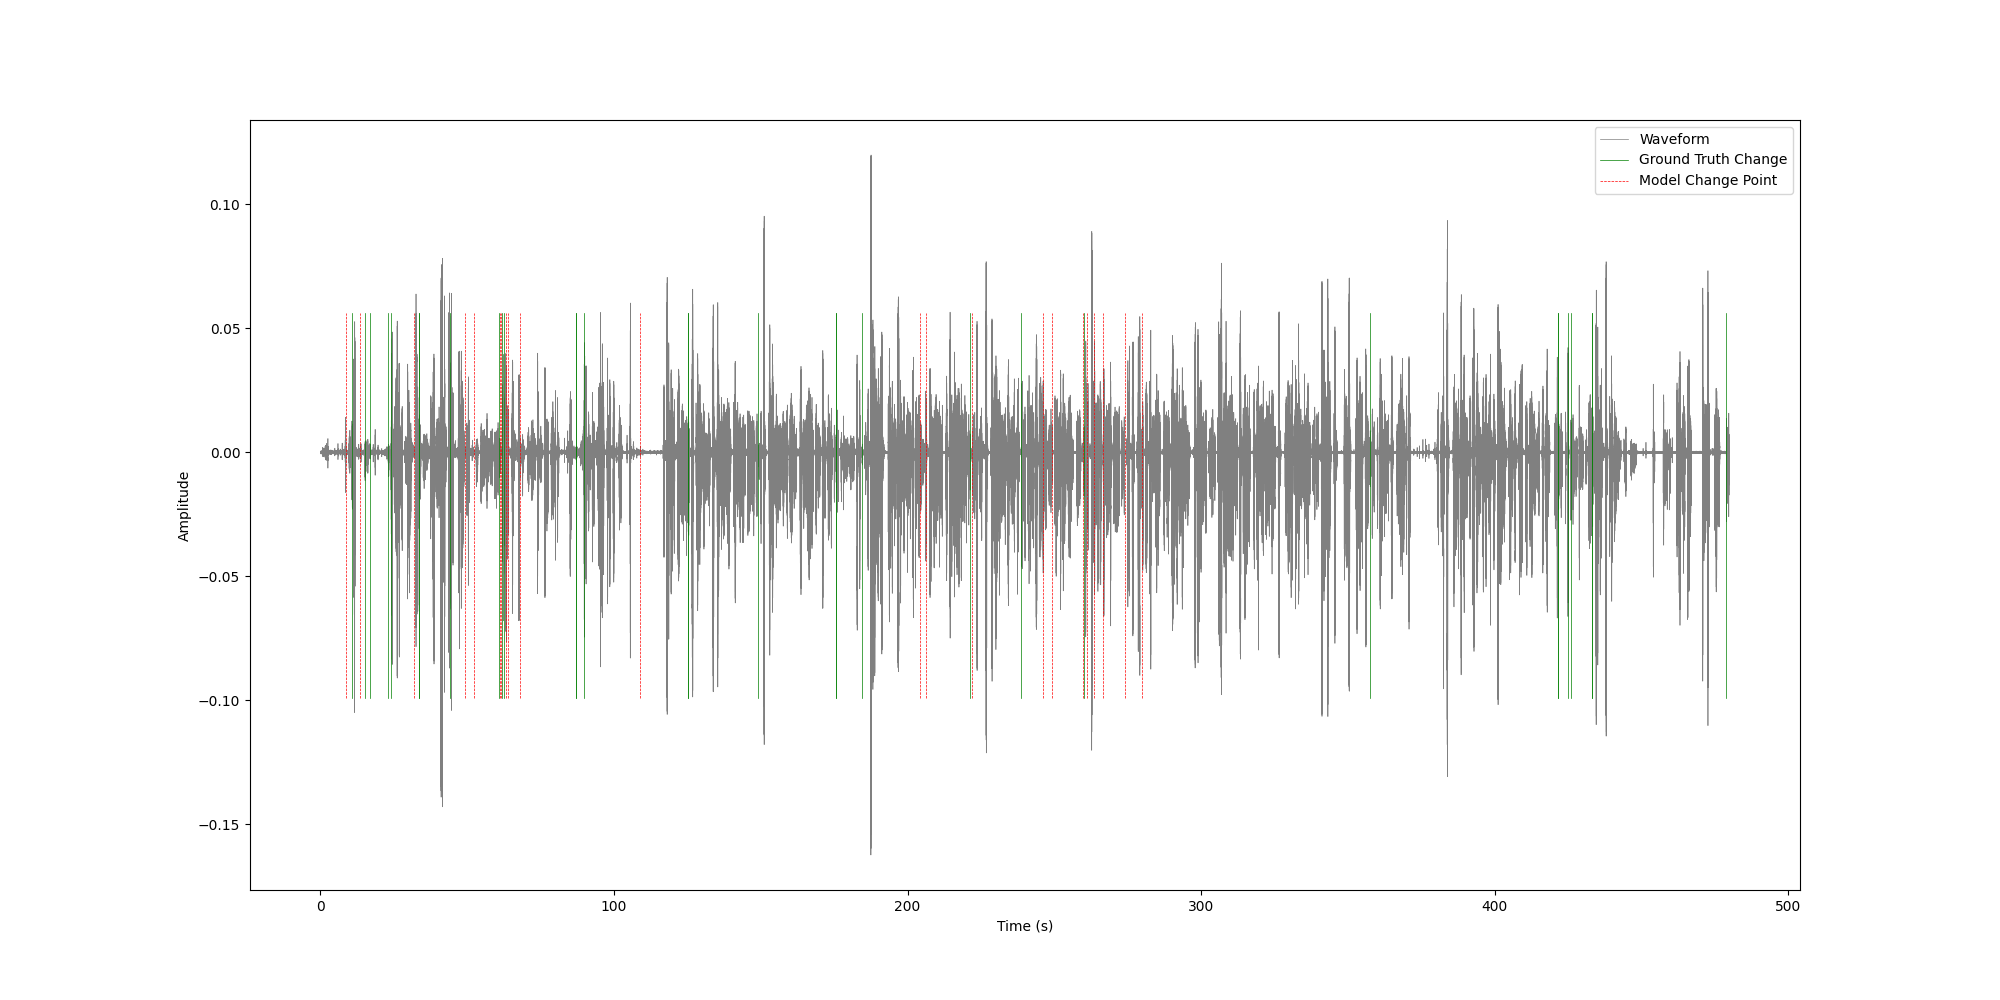 Waveform
Ground Truth Change
Model Change Point
0.10
0.05
0.00
−0.05
−0.10
−0.15
Amplitude
0
100
200
300
400
500
Time (s)